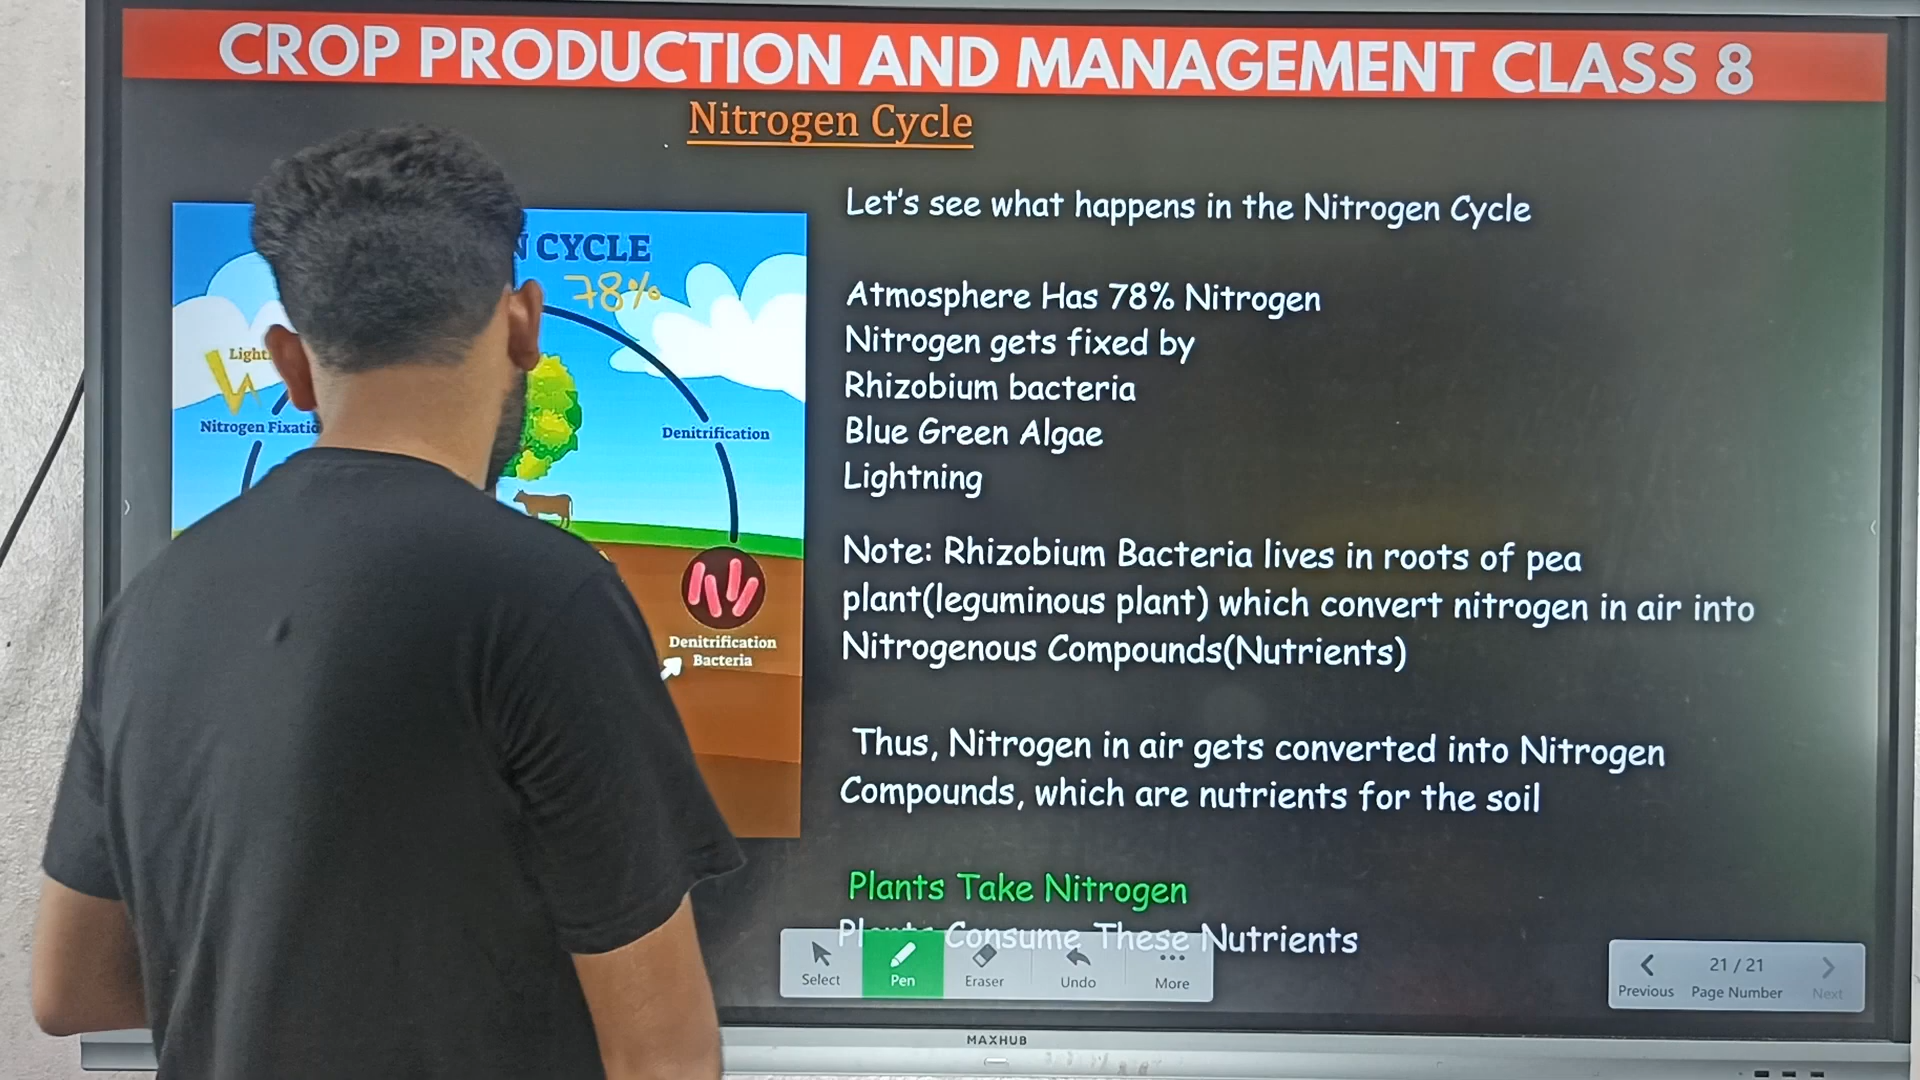 CROP PRODUCTION AND MANAGEMENT CLASS 8
Nitrogen Cycle
CYCLE
78%
Nitrogen
Denitrification
Denitrification
Bacteria
Let's see what happens in the Nitrogen Cycle
Atmosphere Has 78% Nitrogen
Nitrogen gets fixed by
Rhizobium bacteria
Blue Green Algae
Lightning
Note: Rhizobium Bacteria lives in roots of pea
plant(leguminous plant) which convert nitrogen in air into
Nitrogenous Compounds(Nutrients)
Thus, Nitrogen in air gets converted into Nitrogen
Compounds, which are nutrients for the soil
Plants Take Nitrogen
Consume These Nutrients
Select
Pen
Eraser
Undo
More
21 / 21
Previous
Page Number
Next
MAXHUB